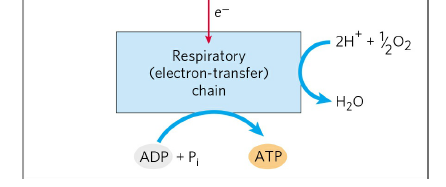 e⁻
Respiratory
(electron-transfer)
chain
2H⁺ + ½O₂
H₂O
ADP + Pᵢ
ATP